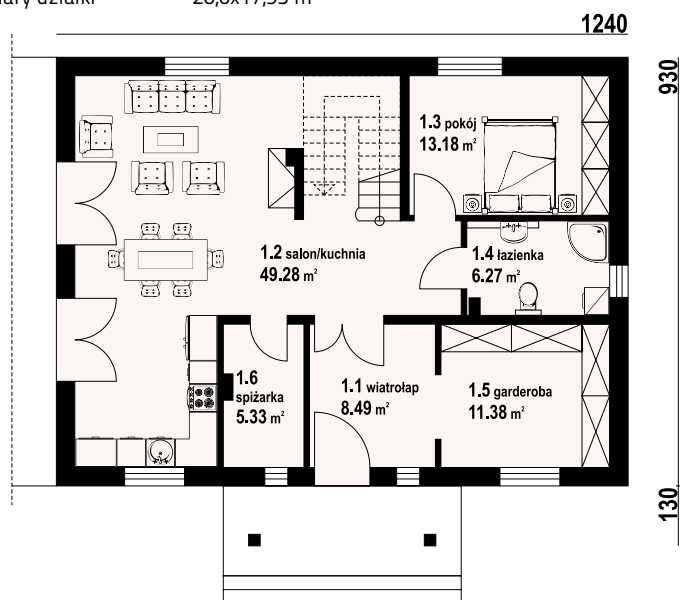 1240
930
1.3 pokój
13.18 m²
1.2 salon/kuchnia
49.28 m²
1.4 łazienka
6.27 m²
1.6
spiżarka
5.33 m²
1.1 wiatrołap
8.49 m²
1.5 garderoba
11.38 m²
130